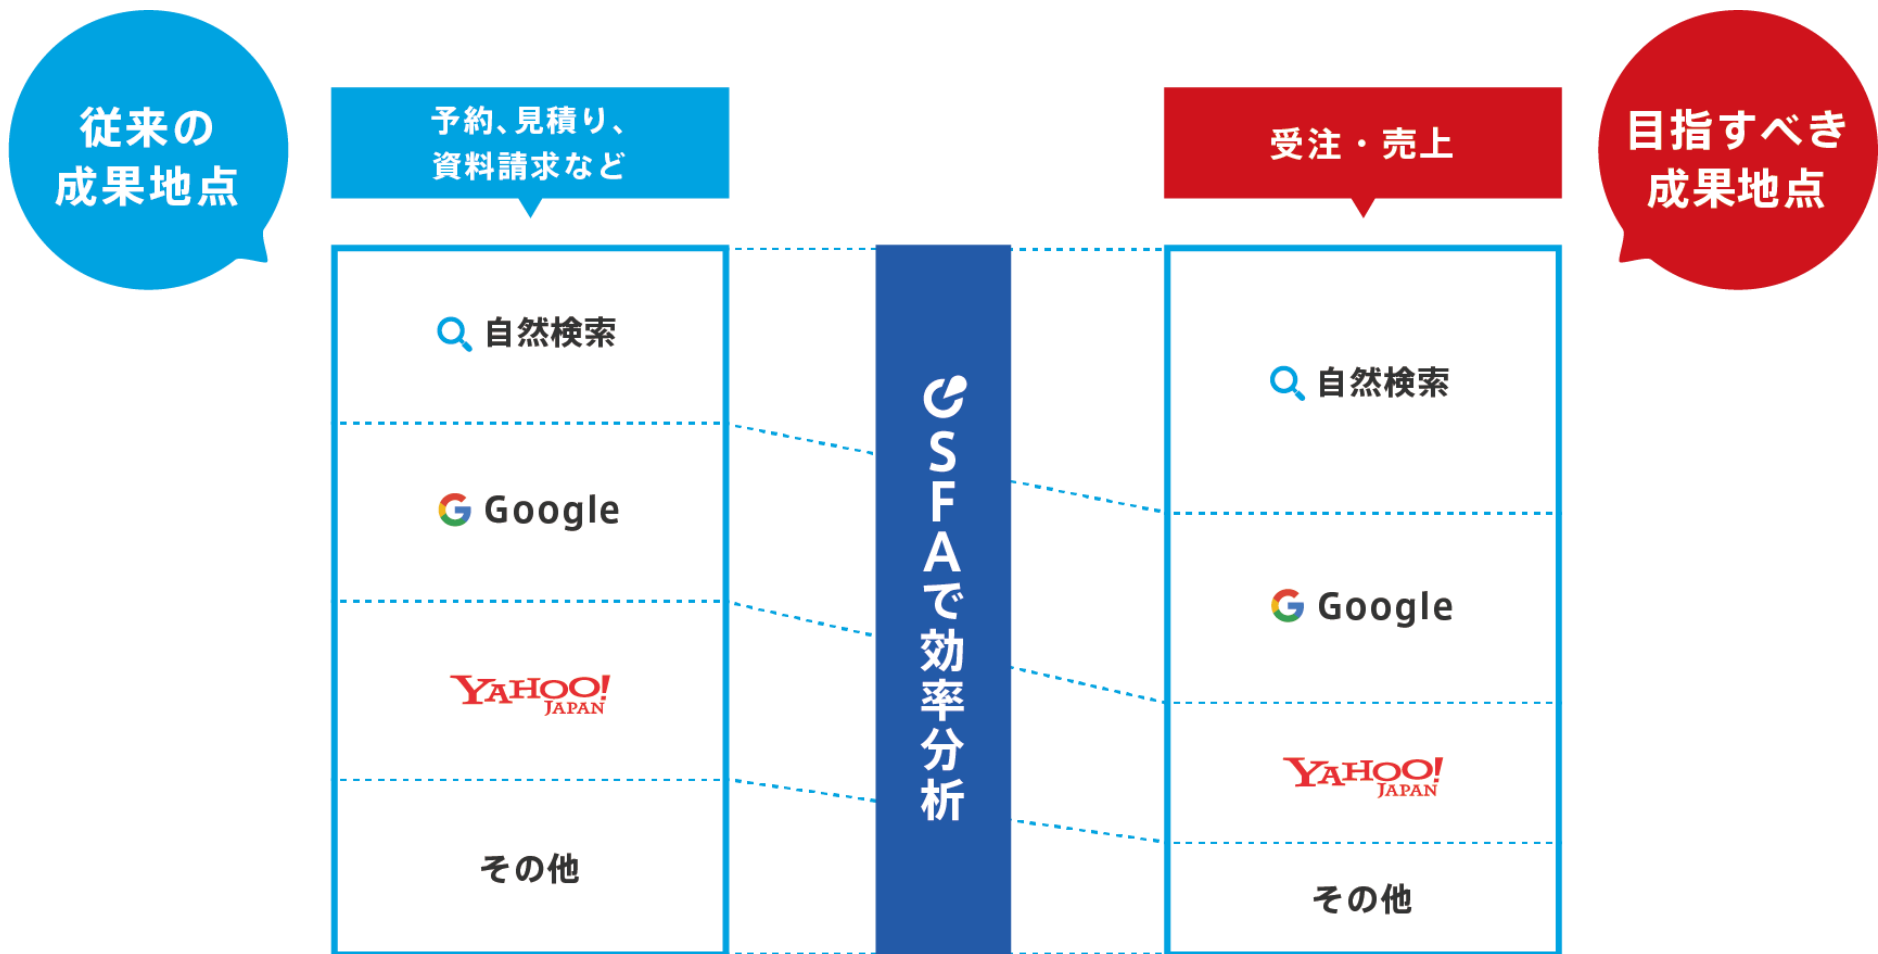 従来の
成果地点
予約、見積り、
資料請求など
自然検索
Google
YAHOO!
JAPAN
その他
SFAで効率分析
受注・売上
目指すべき
成果地点
自然検索
Google
YAHOO!
JAPAN
その他